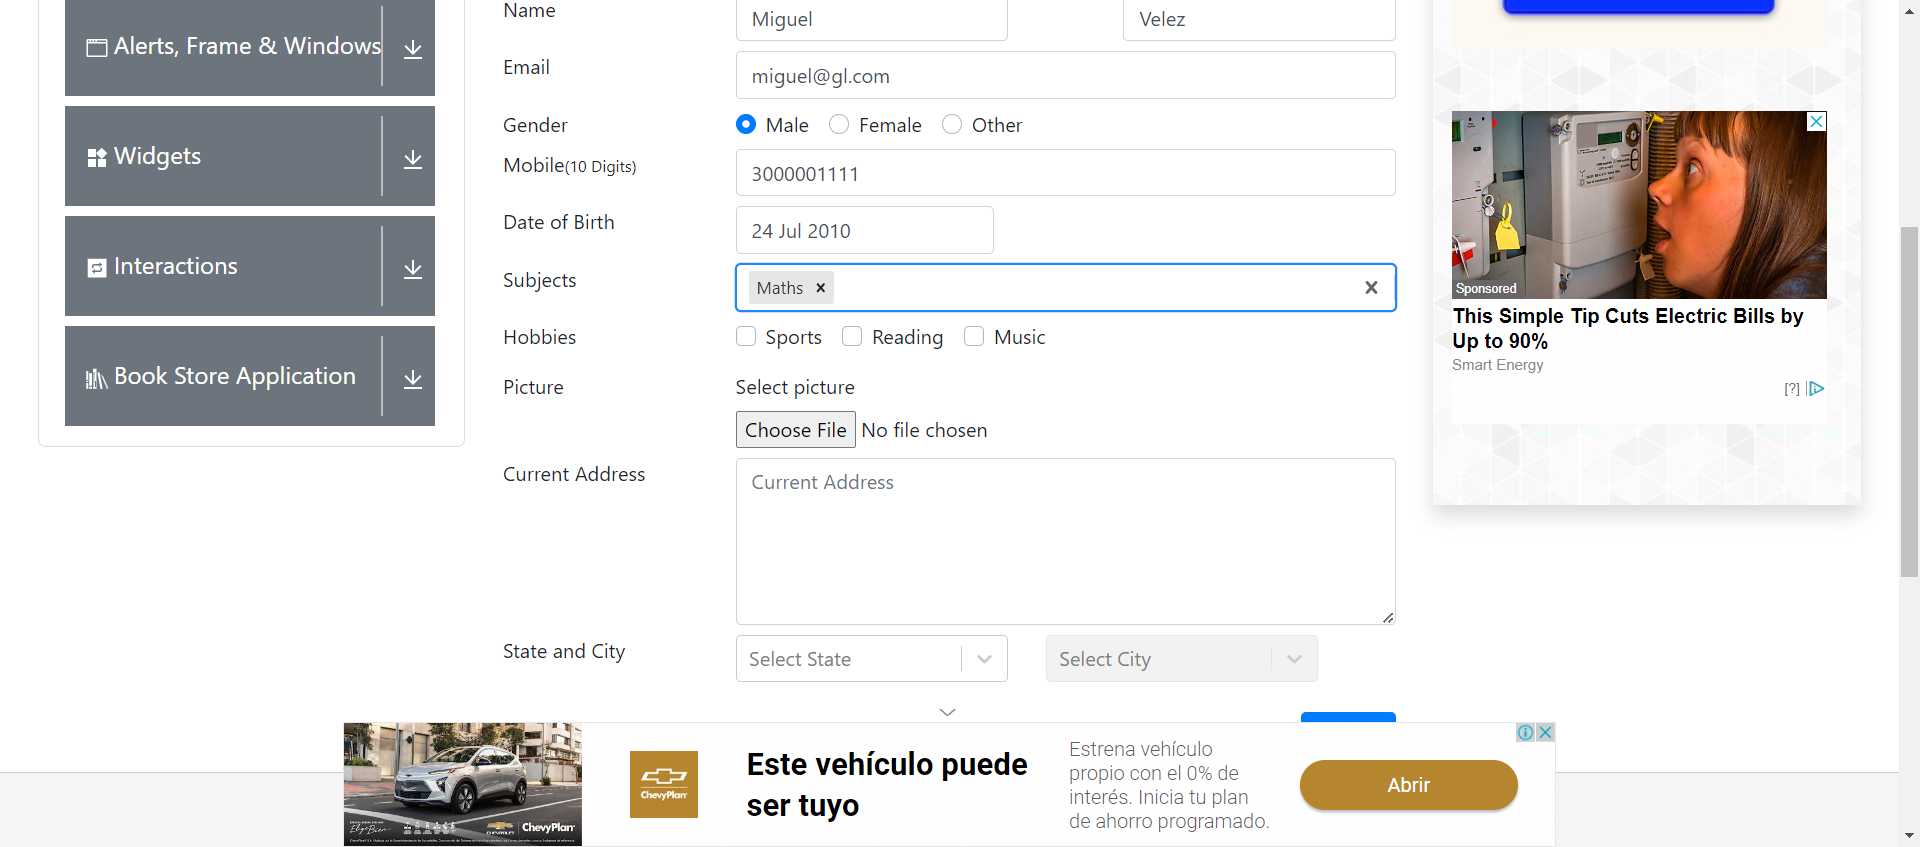 Alerts, Frame & Windows
Widgets
Interactions
Book Store Application
Name
Miguel
Velez
Email
miguel@gl.com
Gender
Male
Female
Other
Mobile(10 Digits)
3000001111
Date of Birth
24 Jul 2010
Subjects
Maths
Hobbies
Sports
Reading
Music
Picture
Select picture
Choose File
No file chosen
Current Address
Current Address
State and City
Select State
Select City
Sponsored
This Simple Tip Cuts Electric Bills by
Up to 90%
Smart Energy
[?]
ChevyPlan
ChevyPlan
Este vehículo puede
ser tuyo
Estrena vehículo
propio con el 0% de
interés. Inicia tu plan
de ahorro programado.
Abrir